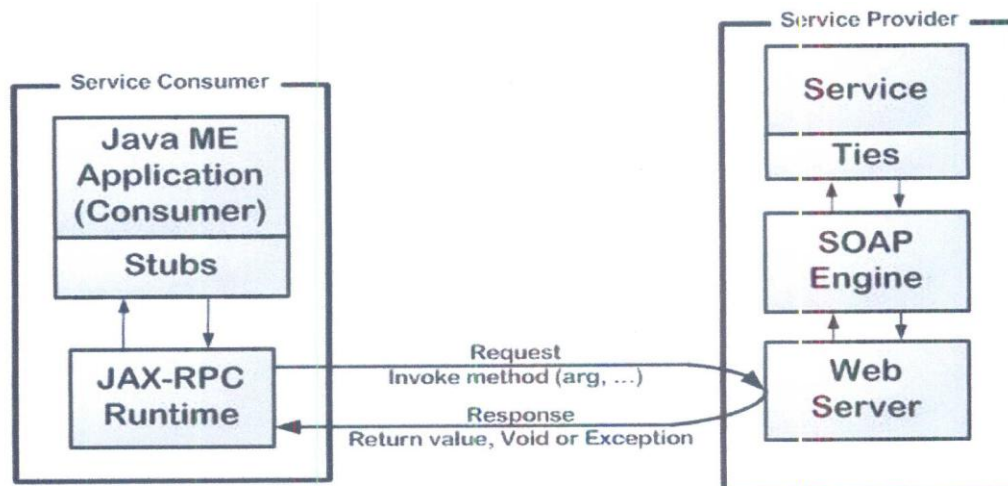 Service Consumer
Java ME
Application
(Consumer)
Stubs
JAX-RPC
Runtime
Request
Invoke method (arg, ...)
Response
Return value, Void or Exception
Service Provider
Service
Ties
SOAP
Engine
Web
Server